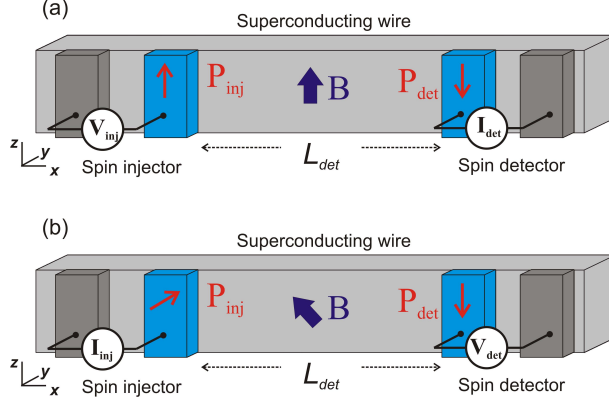 (a)
Superconducting wire
P_inj
B
P_det
V_inj
I_det
z
y
x
Spin injector
L_det
Spin detector
(b)
Superconducting wire
P_inj
B
P_det
I_inj
V_det
z
y
x
Spin injector
L_det
Spin detector